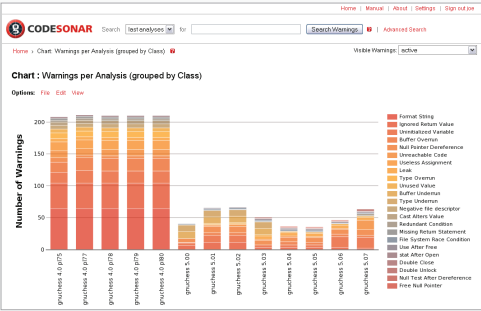 Home | Manual | About | Settings | Sign out joe
CODESONAR Search last analyses for Search Warnings Advanced Search
Home > Chart: Warnings per Analysis (grouped by Class) Visible Warnings: active
Chart : Warnings per Analysis (grouped by Class)
Options: File Edit View
Number of Warnings
200
150
100
50
0
gnuchess 4.0 pl75
gnuchess 4.0 pl77
gnuchess 4.0 pl78
gnuchess 4.0 pl79
gnuchess 4.0 pl80
gnuchess 5.00
gnuchess 5.01
gnuchess 5.02
gnuchess 5.03
gnuchess 5.04
gnuchess 5.05
gnuchess 5.06
gnuchess 5.07
Format String
Ignored Return Value
Uninitialized Variable
Buffer Overrun
Null Pointer Dereference
Unreachable Code
Useless Assignment
Leak
Type Overrun
Unused Value
Buffer Underrun
Type Underrun
Negative file descriptor
Cast Alters Value
Redundant Condition
Missing Return Statement
File System Race Condition
Use After Free
stat After Open
Double Close
Double Unlock
Null Test After Dereference
Free Null Pointer